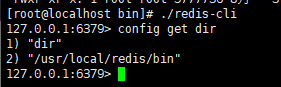 [root@localhost bin]# ./redis-cli
127.0.0.1:6379> config get dir
1) "dir"
2) "/usr/local/redis/bin"
127.0.0.1:6379>